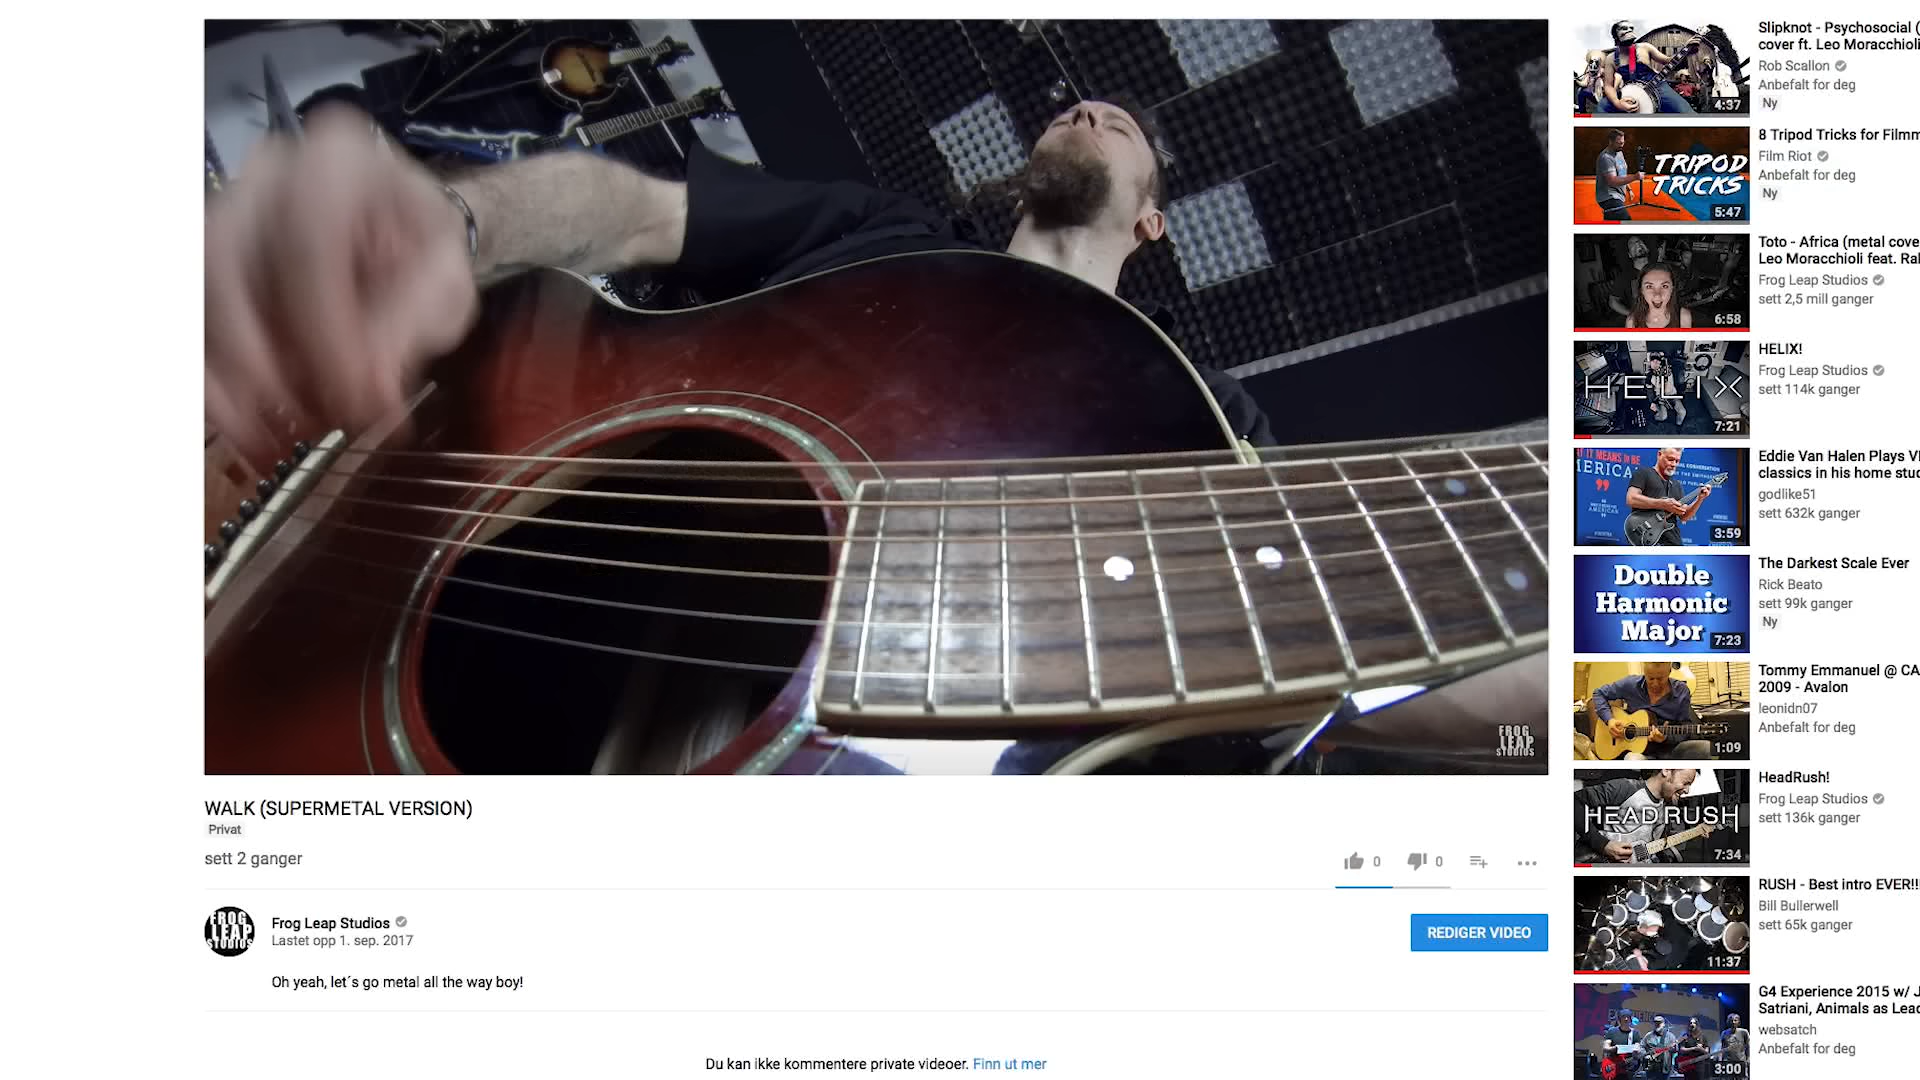 FROG
LEAP
STUDIOS
WALK (SUPERMETAL VERSION)
Privat
sett 2 ganger
0
0
FROG
LEAP
STUDIOS
Frog Leap Studios
Lastet opp 1. sep. 2017
REDIGER VIDEO
Oh yeah, let´s go metal all the way boy!
Du kan ikke kommentere private videoer. Finn ut mer
4:37
Slipknot - Psychosocial (
cover ft. Leo Moracchioli
Rob Scallon
Anbefalt for deg
Ny
TRIPOD
TRICKS
5:47
8 Tripod Tricks for Filmm
Film Riot
Anbefalt for deg
Ny
6:58
Toto - Africa (metal cove
Leo Moracchioli feat. Ral
Frog Leap Studios
sett 2,5 mill ganger
HELIX
7:21
HELIX!
Frog Leap Studios
sett 114k ganger
IT MEANS TO BE
MERICA
3:59
Eddie Van Halen Plays V
classics in his home stu
godlike51
sett 632k ganger
Double
Harmonic
Major
7:23
The Darkest Scale Ever
Rick Beato
sett 99k ganger
Ny
1:09
Tommy Emmanuel @ CA
2009 - Avalon
leonidn07
Anbefalt for deg
HEADRUSH
7:34
HeadRush!
Frog Leap Studios
sett 136k ganger
11:37
RUSH - Best intro EVER!!!
Bill Bullerwell
sett 65k ganger
3:00
G4 Experience 2015 w/ J
Satriani, Animals as Lea
websatch
Anbefalt for deg